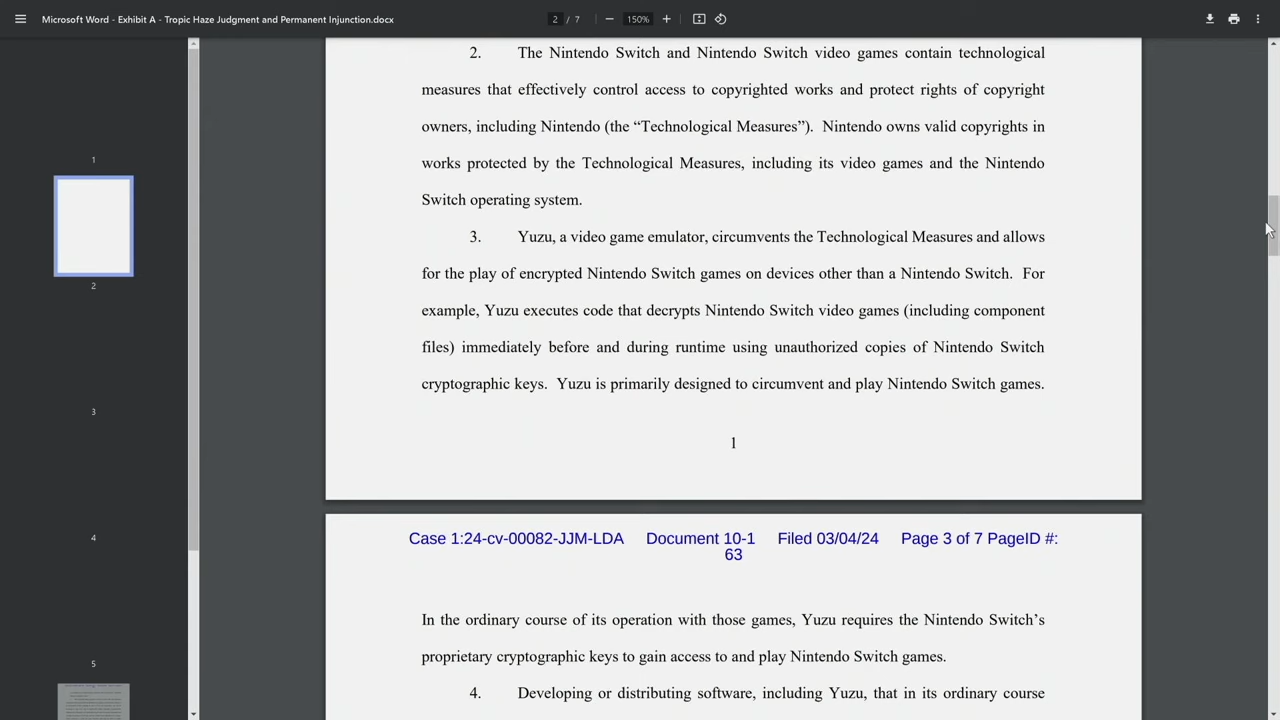 Microsoft Word - Exhibit A - Tropic Haze Judgment and Permanent Injunction.docx
2 / 7
150%
1
2
3
4
5
2. The Nintendo Switch and Nintendo Switch video games contain technological
measures that effectively control access to copyrighted works and protect rights of copyright
owners, including Nintendo (the “Technological Measures”). Nintendo owns valid copyrights in
works protected by the Technological Measures, including its video games and the Nintendo
Switch operating system.
3. Yuzu, a video game emulator, circumvents the Technological Measures and allows
for the play of encrypted Nintendo Switch games on devices other than a Nintendo Switch. For
example, Yuzu executes code that decrypts Nintendo Switch video games (including component
files) immediately before and during runtime using unauthorized copies of Nintendo Switch
cryptographic keys. Yuzu is primarily designed to circumvent and play Nintendo Switch games.
1
Case 1:24-cv-00082-JJM-LDA Document 10-1 Filed 03/04/24 Page 3 of 7 PageID #:
63
In the ordinary course of its operation with those games, Yuzu requires the Nintendo Switch’s
proprietary cryptographic keys to gain access to and play Nintendo Switch games.
4. Developing or distributing software, including Yuzu, that in its ordinary course